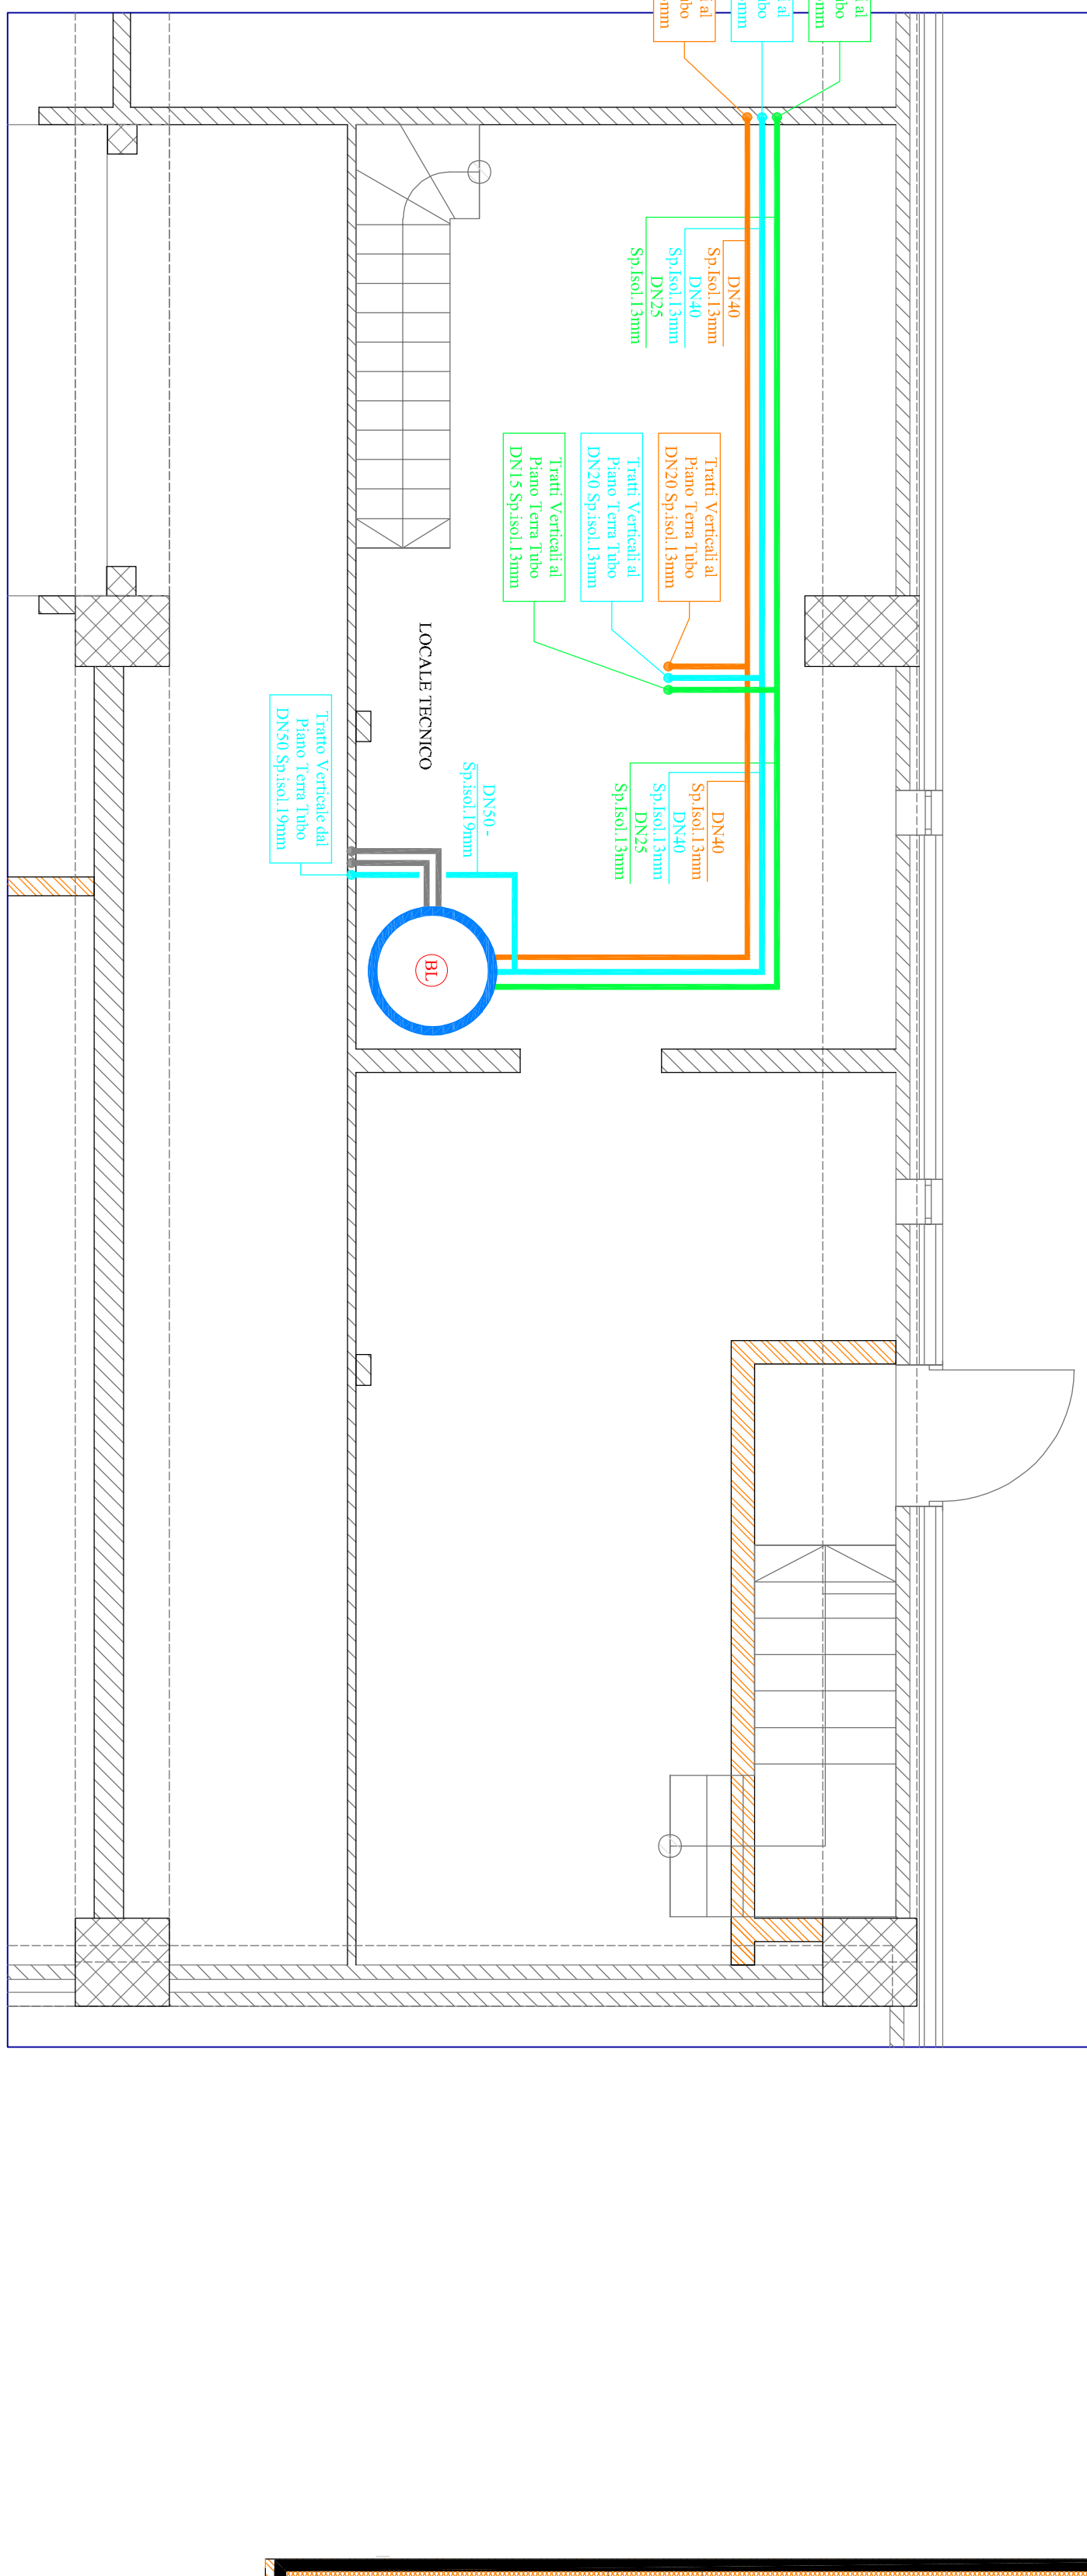 DN40
Sp.Isol.13mm
DN40
Sp.Isol.13mm
DN25
Sp.Isol.13mm
Tratti Verticali al
Piano Terra Tubo
DN20 Sp.isol.13mm
Tratti Verticali al
Piano Terra Tubo
DN20 Sp.isol.13mm
Tratti Verticali al
Piano Terra Tubo
DN15 Sp.isol.13mm
DN40
Sp.Isol.13mm
DN40
Sp.Isol.13mm
DN25
Sp.Isol.13mm
DN50 -
Sp.isol.19mm
LOCALE TECNICO
BL
Tratto Verticale dal
Piano Terra Tubo
DN50 Sp.isol.19mm